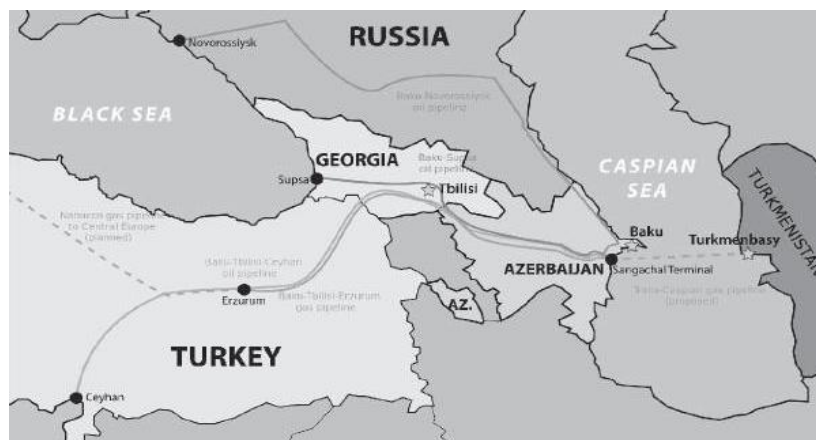 RUSSIA
Novorossiysk
Baku-Novorossiysk
oil pipeline
BLACK SEA
GEORGIA
Baku-Supsa
oil pipeline
Supsa
Tbilisi
CASPIAN
SEA
TURKMENISTAN
Nabucco gas pipeline
to Central Europe
(planned)
Baku
Turkmenbasy
Baku-Tbilisi-Ceyhan
oil pipeline
AZERBAIJAN
Sangachal Terminal
Erzurum
Baku-Tbilisi-Erzurum
gas pipeline
AZ.
Trans-Caspian gas pipeline
(proposed)
TURKEY
Ceyhan